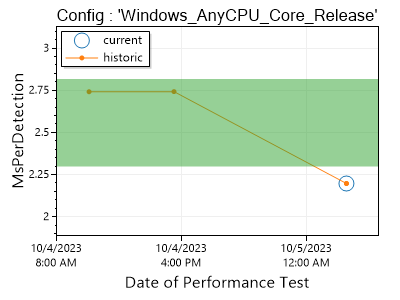 Config : 'Windows_AnyCPU_Core_Release'
current
historic
3
2.75
2.5
2.25
2
MsPerDetection
10/4/2023
8:00 AM
10/4/2023
4:00 PM
10/5/2023
12:00 AM
Date of Performance Test